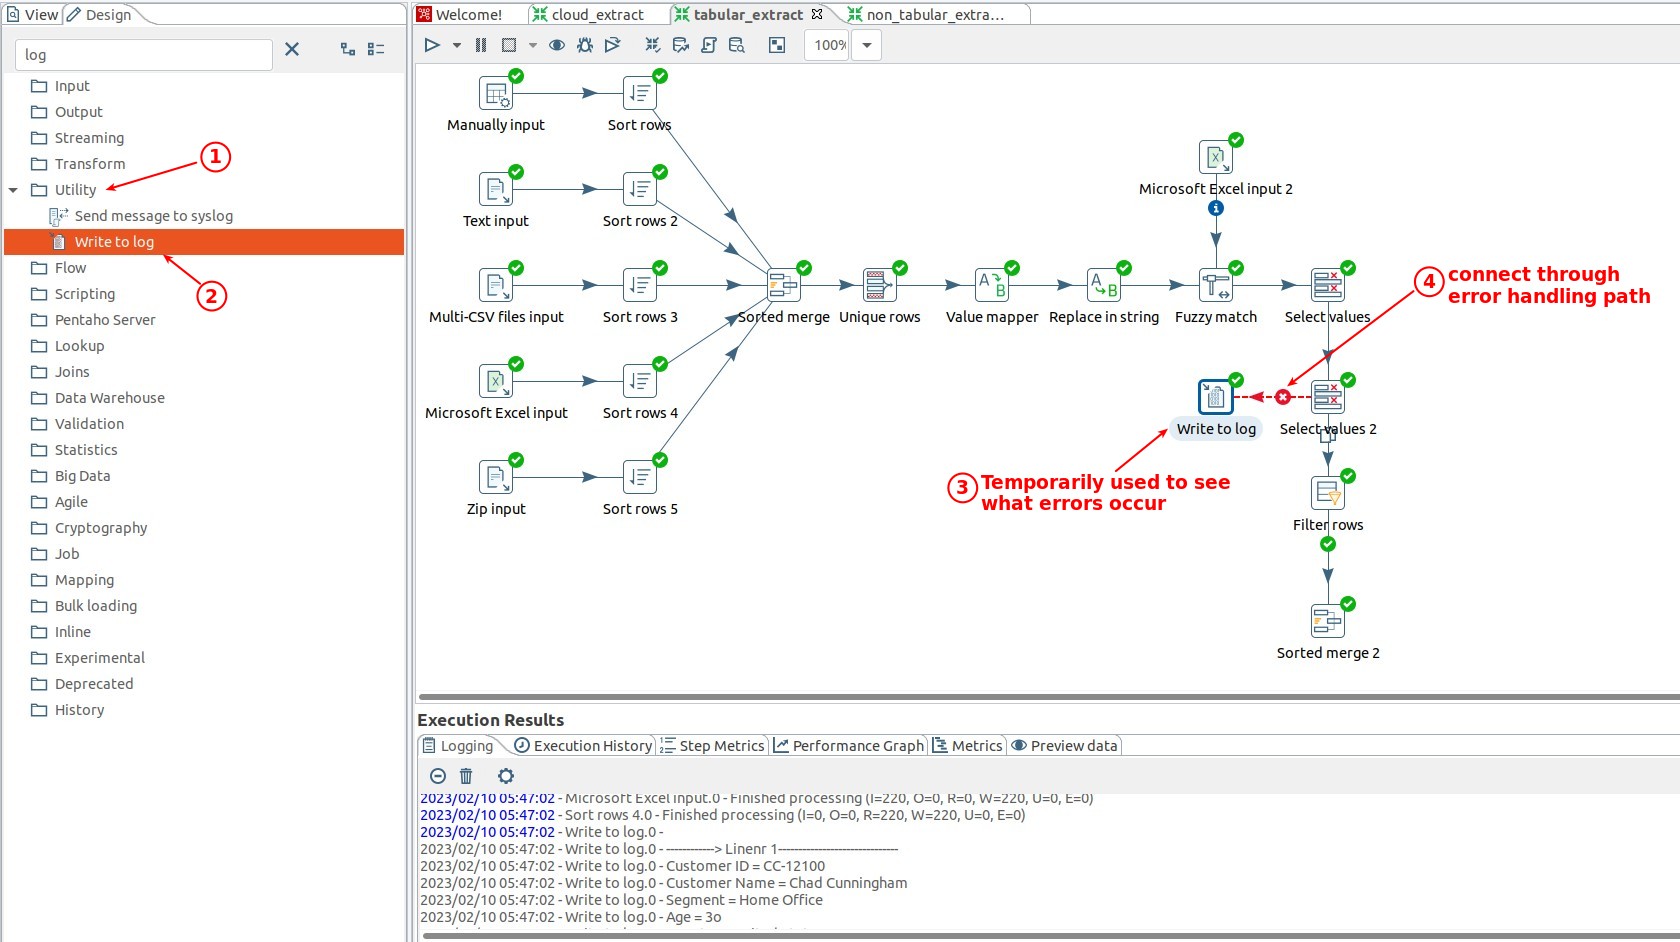 View
Design
Welcome!
cloud_extract
tabular_extract
non_tabular_extra...
log
100%
Input
Output
Streaming
Transform
Utility
Send message to syslog
Write to log
Flow
Scripting
Pentaho Server
Lookup
Joins
Data Warehouse
Validation
Statistics
Big Data
Agile
Cryptography
Job
Mapping
Bulk loading
Inline
Experimental
Deprecated
History
1
2
Manually input
Sort rows
Text input
Sort rows 2
Multi-CSV files input
Sort rows 3
Microsoft Excel input
Sort rows 4
Zip input
Sort rows 5
Sorted merge
Unique rows
Value mapper
Replace in string
Microsoft Excel input 2
Fuzzy match
Select values
4 connect through
error handling path
Write to log
Select values 2
3 Temporarily used to see
what errors occur
Filter rows
Sorted merge 2
Execution Results
Logging
Execution History
Step Metrics
Performance Graph
Metrics
Preview data
2023/02/10 05:47:02 - Microsoft Excel input.0 - Finished processing (I=220, O=0, R=0, W=220, U=0, E=0)
2023/02/10 05:47:02 - Sort rows 4.0 - Finished processing (I=0, O=0, R=220, W=220, U=0, E=0)
2023/02/10 05:47:02 - Write to log.0 -
2023/02/10 05:47:02 - Write to log.0 - ------------> Linenr 1------------------------------
2023/02/10 05:47:02 - Write to log.0 - Customer ID = CC-12100
2023/02/10 05:47:02 - Write to log.0 - Customer Name = Chad Cunningham
2023/02/10 05:47:02 - Write to log.0 - Segment = Home Office
2023/02/10 05:47:02 - Write to log.0 - Age = 3o